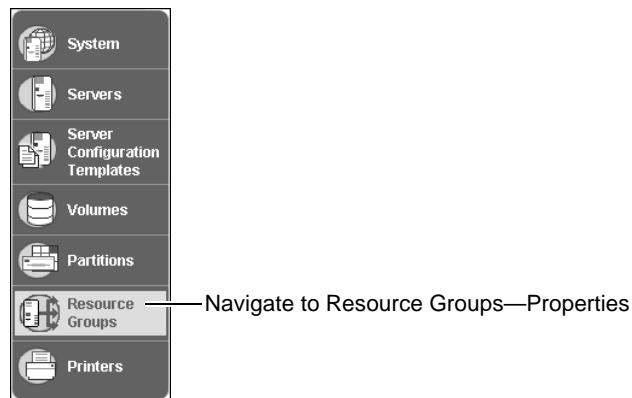 System
Servers
Server
Configuration
Templates
Volumes
Partitions
Resource
Groups
Navigate to Resource Groups—Properties
Printers